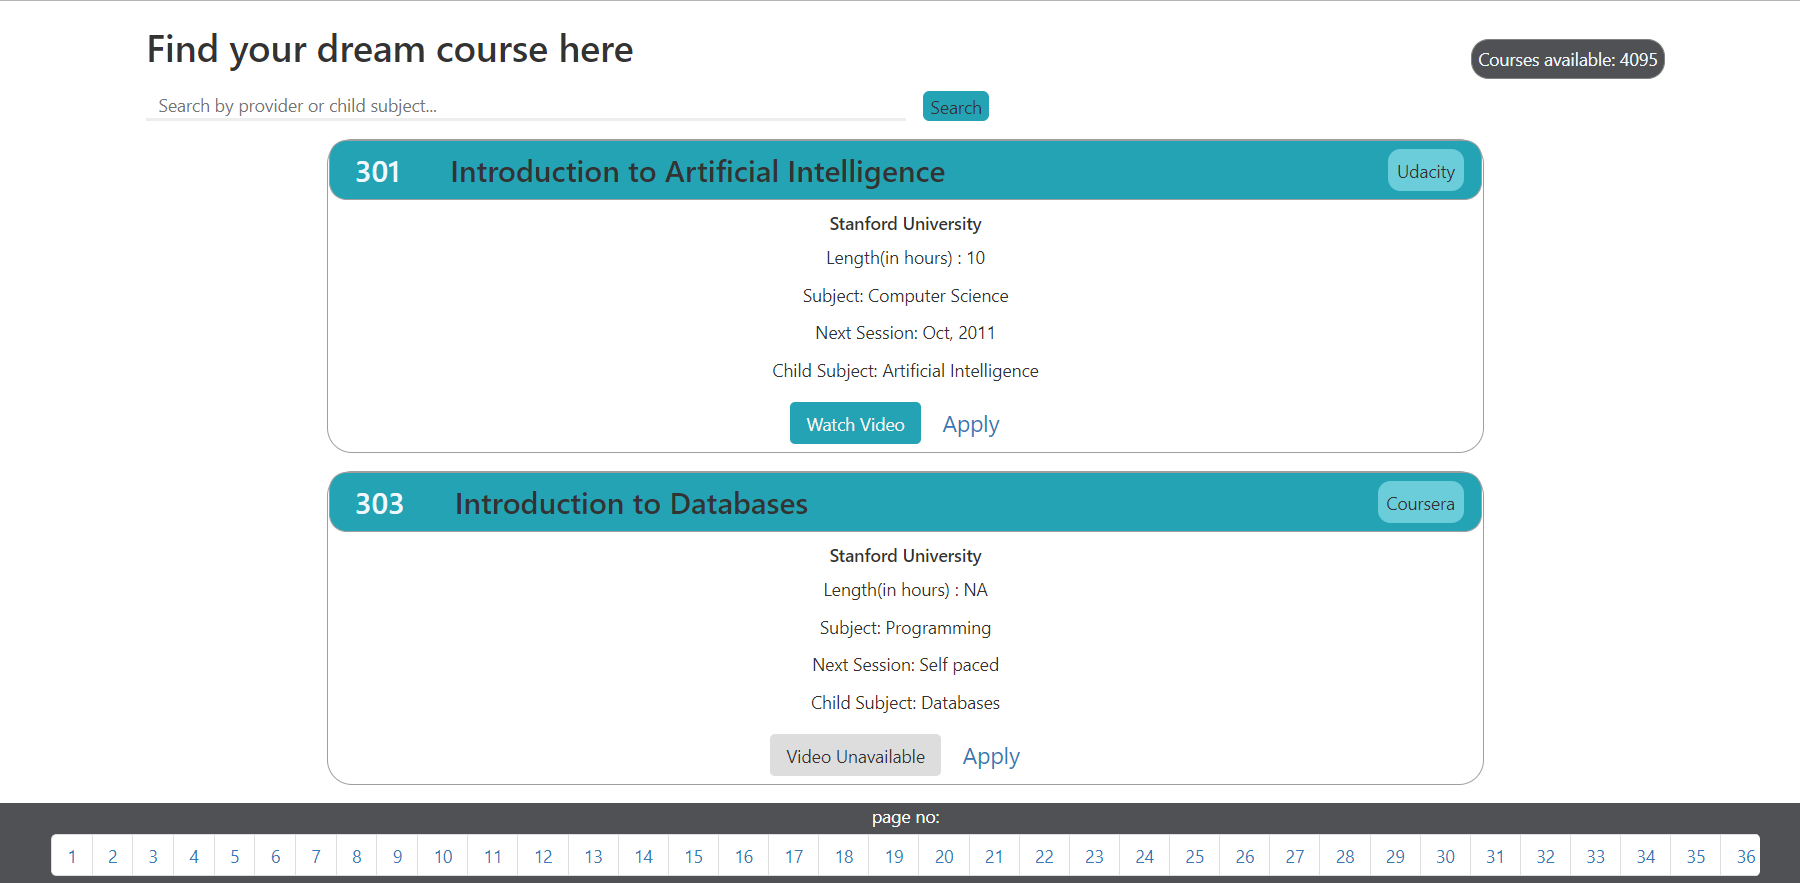 Find your dream course here
Courses available: 4095
Search by provider or child subject...
Search
301 Introduction to Artificial Intelligence Udacity
Stanford University
Length(in hours) : 10
Subject: Computer Science
Next Session: Oct, 2011
Child Subject: Artificial Intelligence
Watch Video Apply
303 Introduction to Databases Coursera
Stanford University
Length(in hours) : NA
Subject: Programming
Next Session: Self paced
Child Subject: Databases
Video Unavailable Apply
page no:
1 2 3 4 5 6 7 8 9 10 11 12 13 14 15 16 17 18 19 20 21 22 23 24 25 26 27 28 29 30 31 32 33 34 35 36